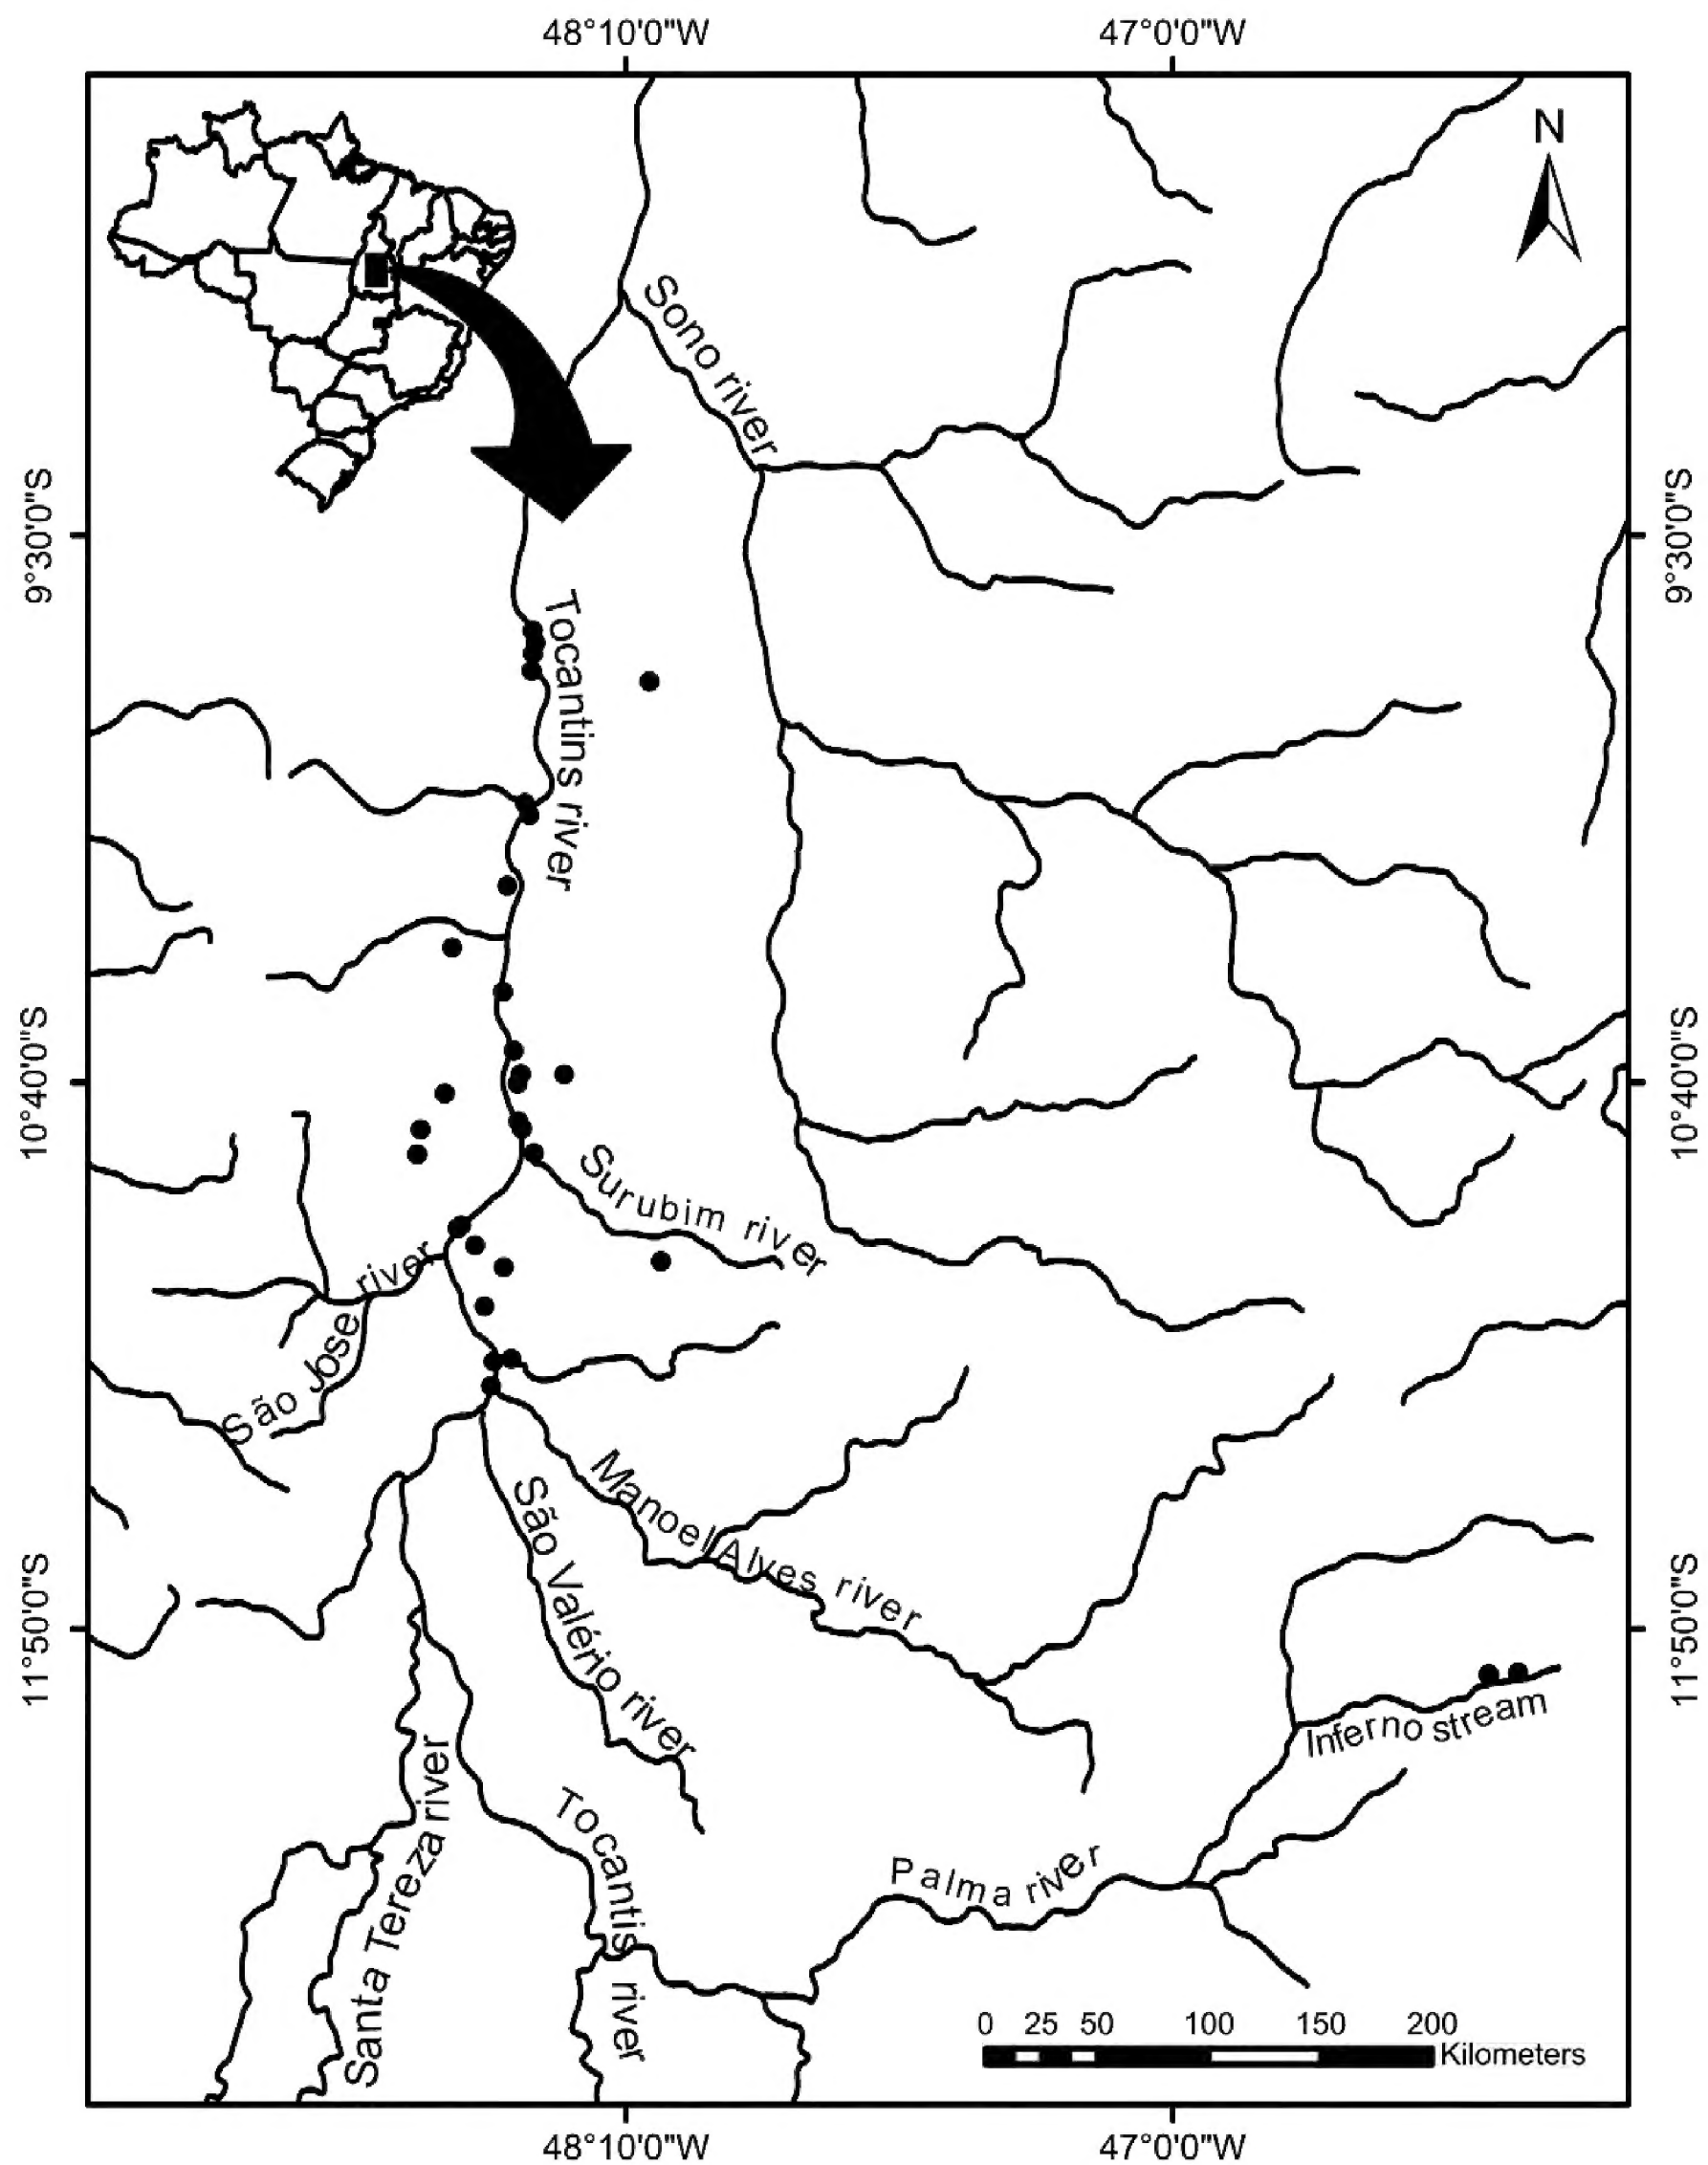 48°10'0"W
47°0'0"W
N
Sono river
9°30'0"S
9°30'0"S
Tocantins river
10°40'0"S
10°40'0"S
Surubim river
São Jose river
Manoel Alves river
São Valério river
11°50'0"S
11°50'0"S
Inferno stream
Santa Tereza river
Tocantis river
Palma river
0 25 50 100 150 200
Kilometers
48°10'0"W
47°0'0"W